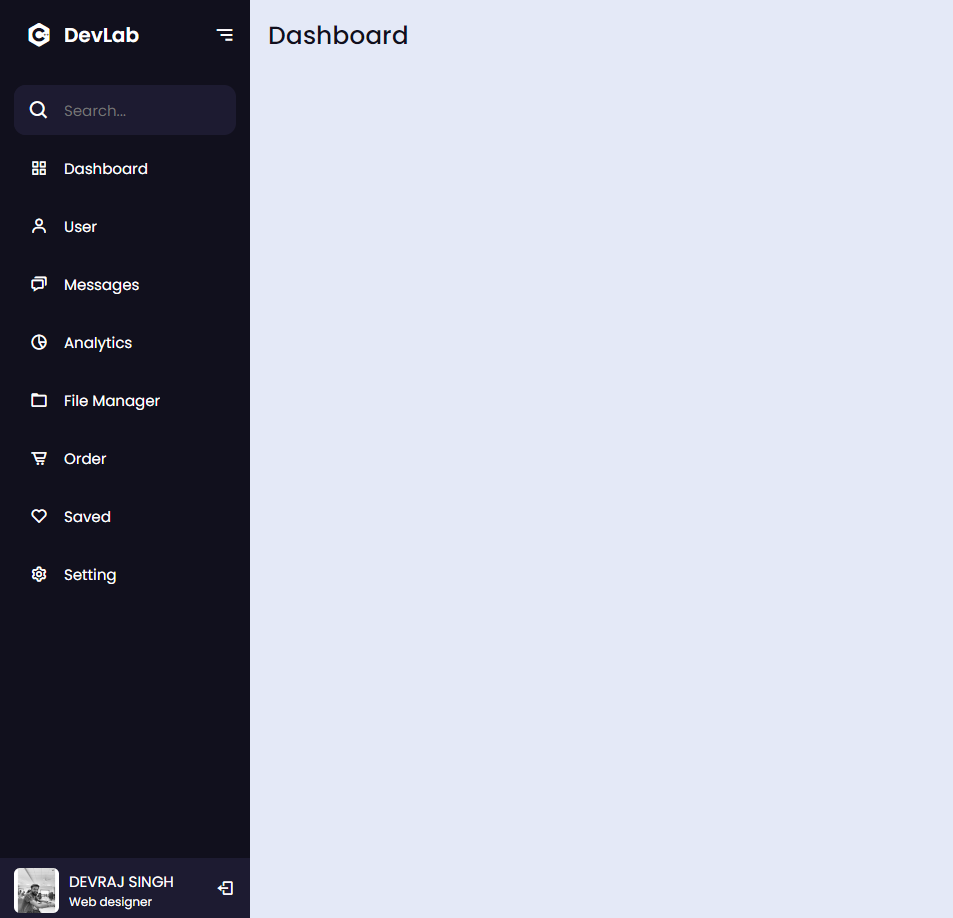 DevLab
Dashboard
Search...
Dashboard
User
Messages
Analytics
File Manager
Order
Saved
Setting
DEVRAJ SINGH
Web designer